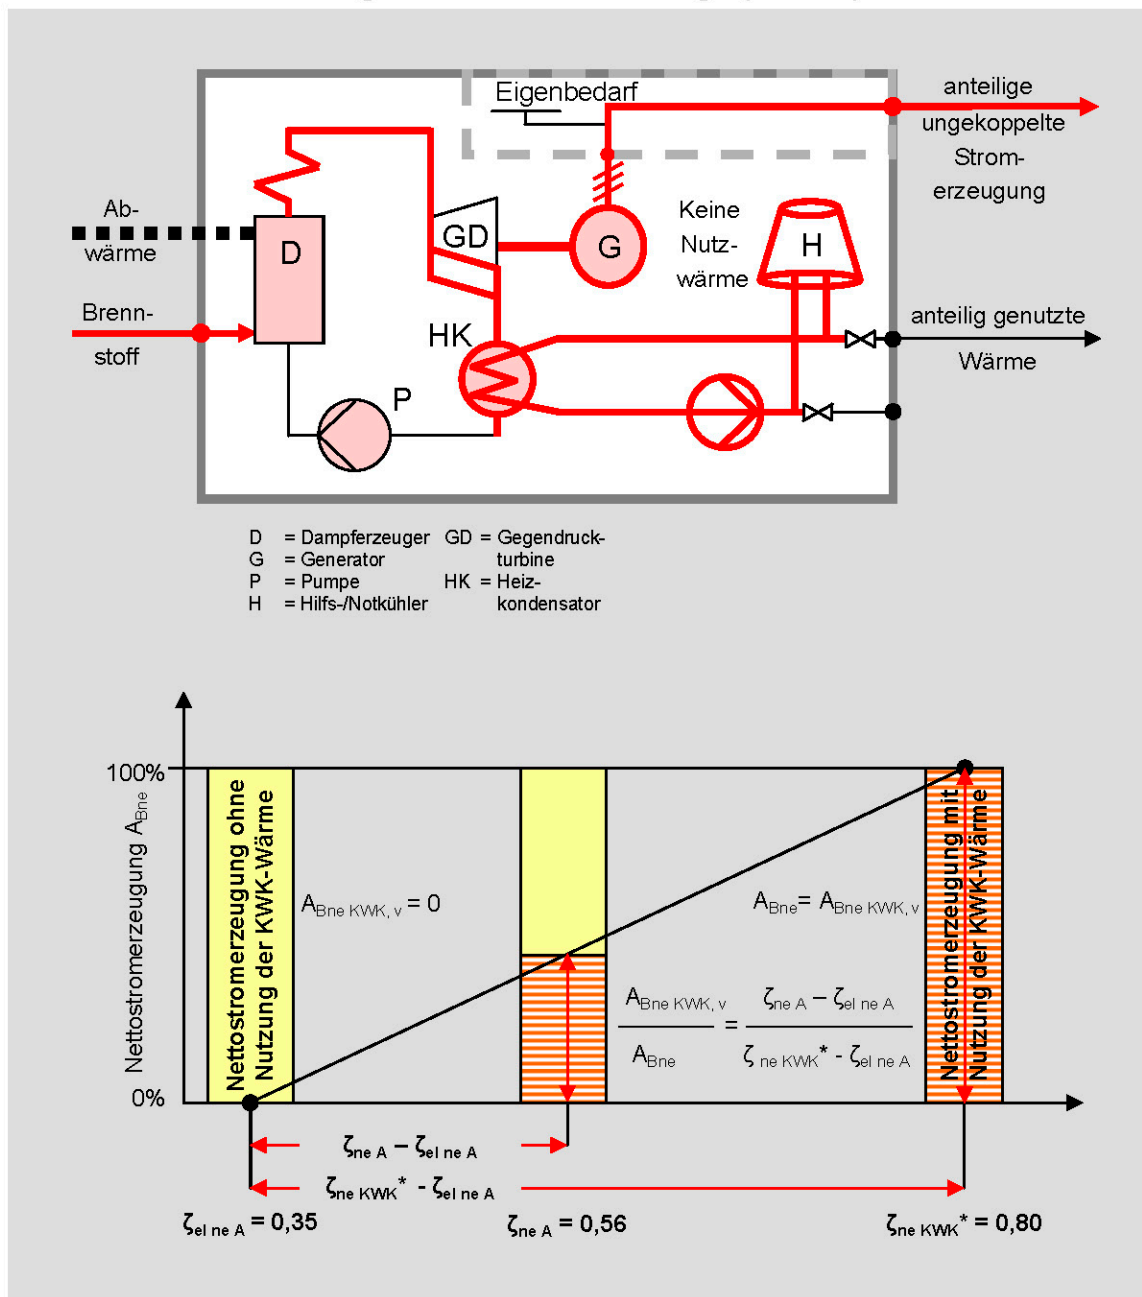 Eigenbedarf
anteilige
ungekoppelte
Strom-
erzeugung
Ab-
wärme
D
GD
G
Keine
Nutz-
wärme
H
Brenn-
stoff
HK
P
anteilig genutzte
Wärme
D = Dampferzeuger GD = Gegendruck-
G = Generator turbine
P = Pumpe HK = Heiz-
H = Hilfs-/Notkühler kondensator
100%
0%
Nettostromerzeugung A_Bne
Nettostromerzeugung ohne
Nutzung der KWK-Wärme
A_Bne KWK, v = 0
A_Bne = A_Bne KWK, v
A_Bne KWK, v / A_Bne = ζ_ne A – ζ_el ne A / ζ_ne KWK* - ζ_el ne A
Nettostromerzeugung mit
Nutzung der KWK-Wärme
ζ_ne A – ζ_el ne A
ζ_ne KWK* - ζ_el ne A
ζ_el ne A = 0,35
ζ_ne A = 0,56
ζ_ne KWK* = 0,80